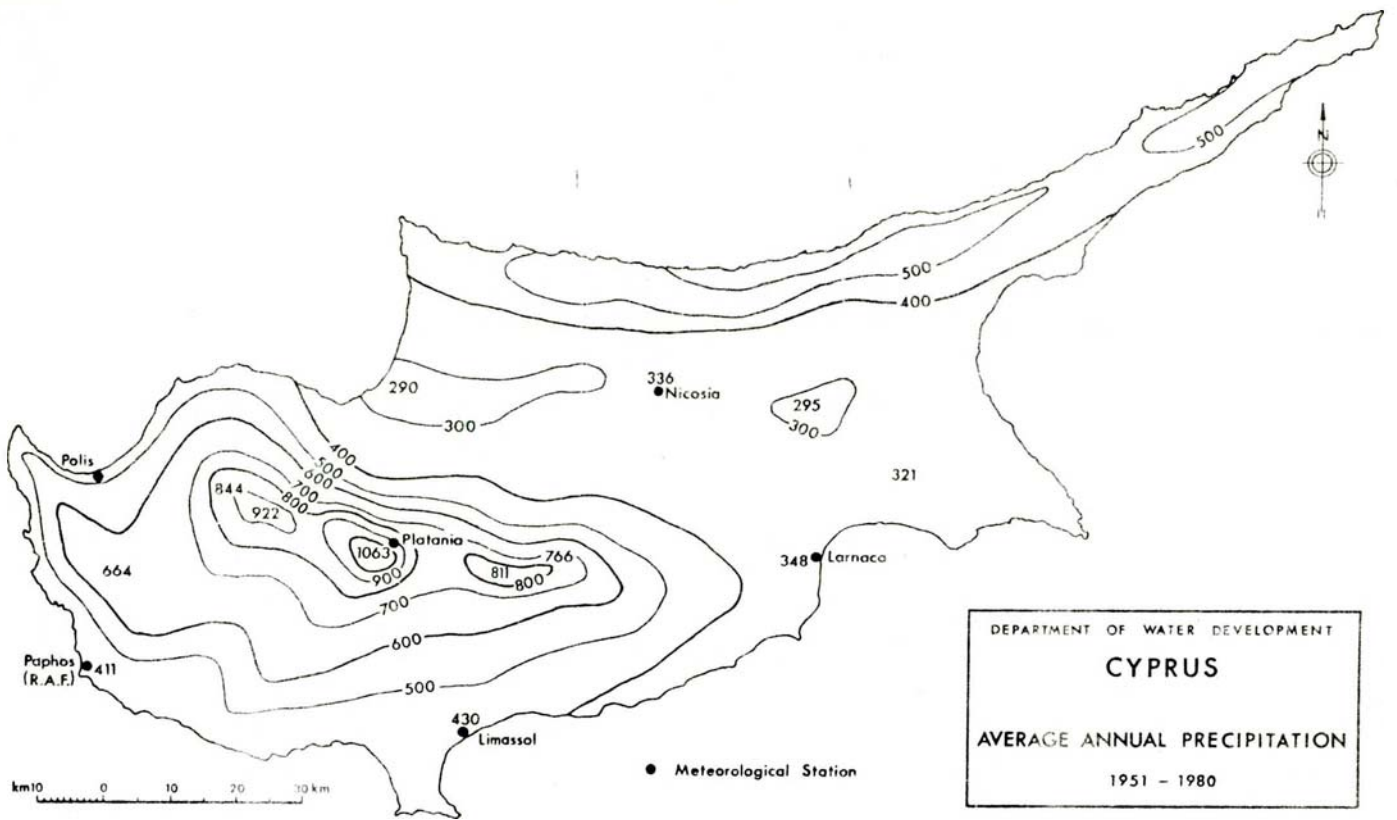 500
N
500
400
290
300
336
Nicosia
295
300
321
400
500
600
700
800
Polis
844
922
1063
Platania
900
811
766
800
700
664
600
500
348
Larnaca
Paphos
(R.A.F.)
411
430
Limassol
Meteorological Station
km10 0 10 20 30 km
DEPARTMENT OF WATER DEVELOPMENT
CYPRUS
AVERAGE ANNUAL PRECIPITATION
1951 – 1980